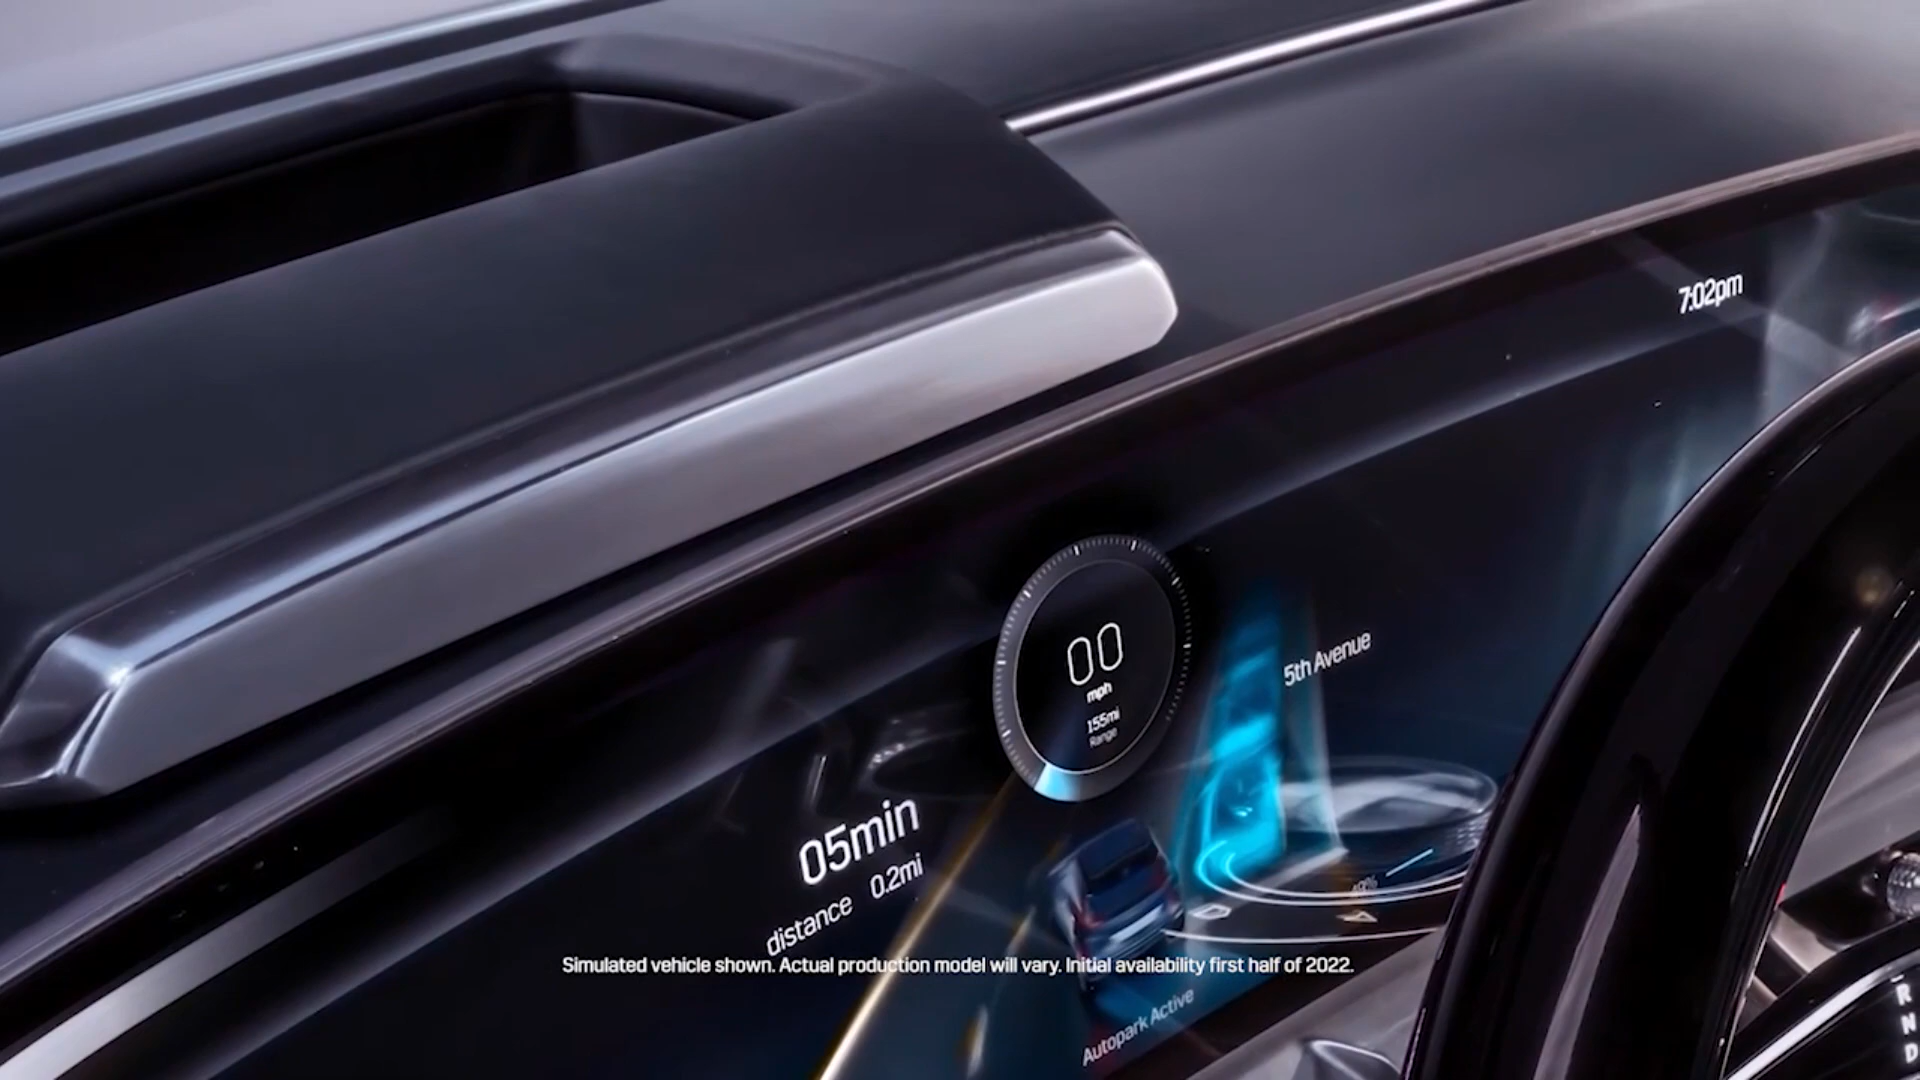 7:02pm
00
mph
155mi
Range
5th Avenue
05min
distance 0.2mi
Simulated vehicle shown. Actual production model will vary. Initial availability first half of 2022.
Autopark Active
R
N
D